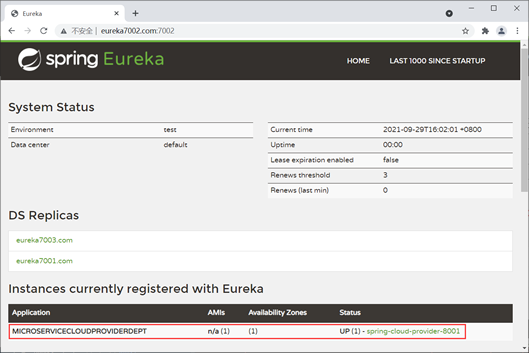 Eureka
不安全 | eureka7002.com:7002
spring Eureka
HOME LAST 1000 SINCE STARTUP
System Status
Environment test
Data center default
Current time 2021-09-29T16:02:01 +0800
Uptime 00:00
Lease expiration enabled false
Renews threshold 3
Renews (last min) 0
DS Replicas
eureka7003.com
eureka7001.com
Instances currently registered with Eureka
Application AMIs Availability Zones Status
MICROSERVICECLOUDPROVIDERDEPT n/a (1) (1) UP (1) - spring-cloud-provider-8001